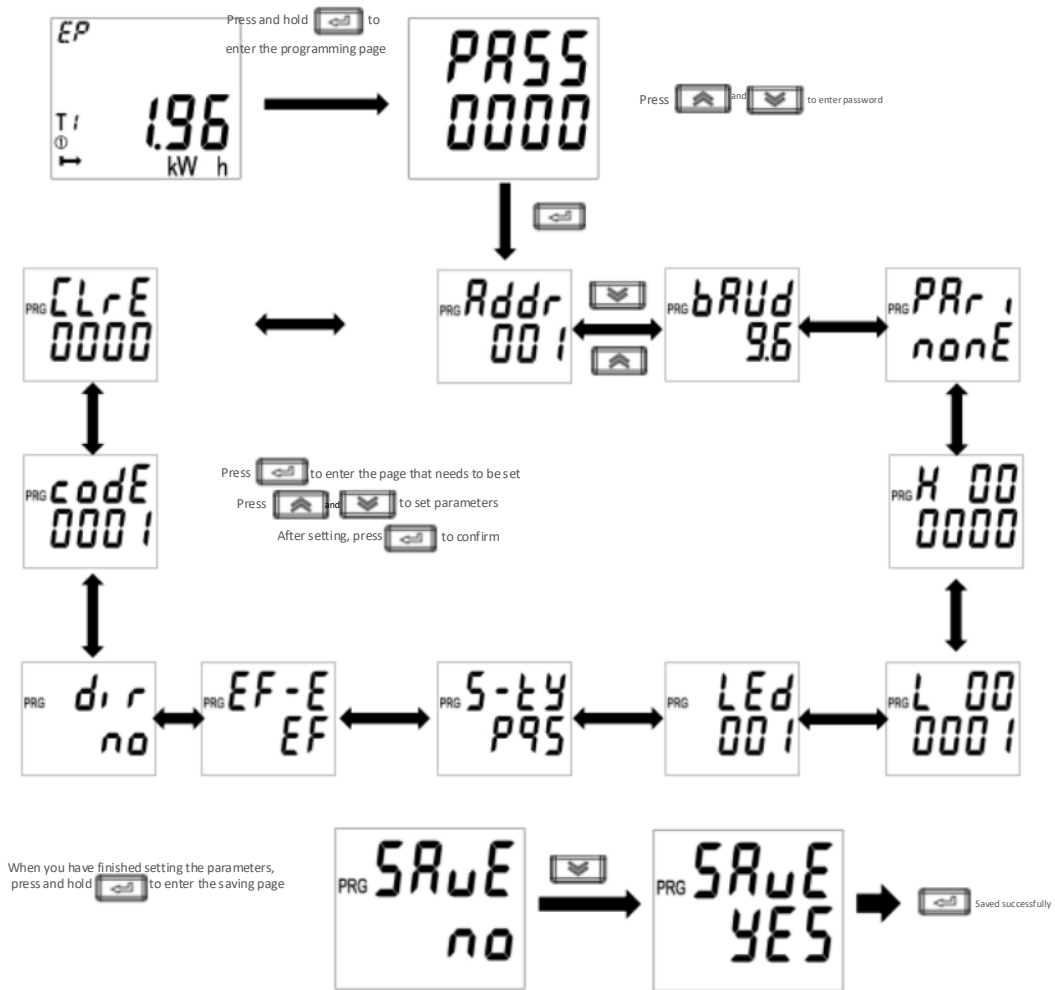 EP
T1
①
1.96
kW h
Press and hold to
enter the programming page
PASS
0000
Press and to enter password
PRG CLrE
0000
PRG Addr
001
PRG bAUd
9.6
PRG PAri
nonE
PRG codE
0001
Press to enter the page that needs to be set
Press and to set parameters
After setting, press to confirm
PRG H 00
0000
PRG dir
no
PRG EF-E
EF
PRG S-ty
PqS
PRG LEd
001
PRG L 00
0001
When you have finished setting the parameters,
press and hold to enter the saving page
PRG SAvE
no
PRG SAvE
YES
Saved successfully